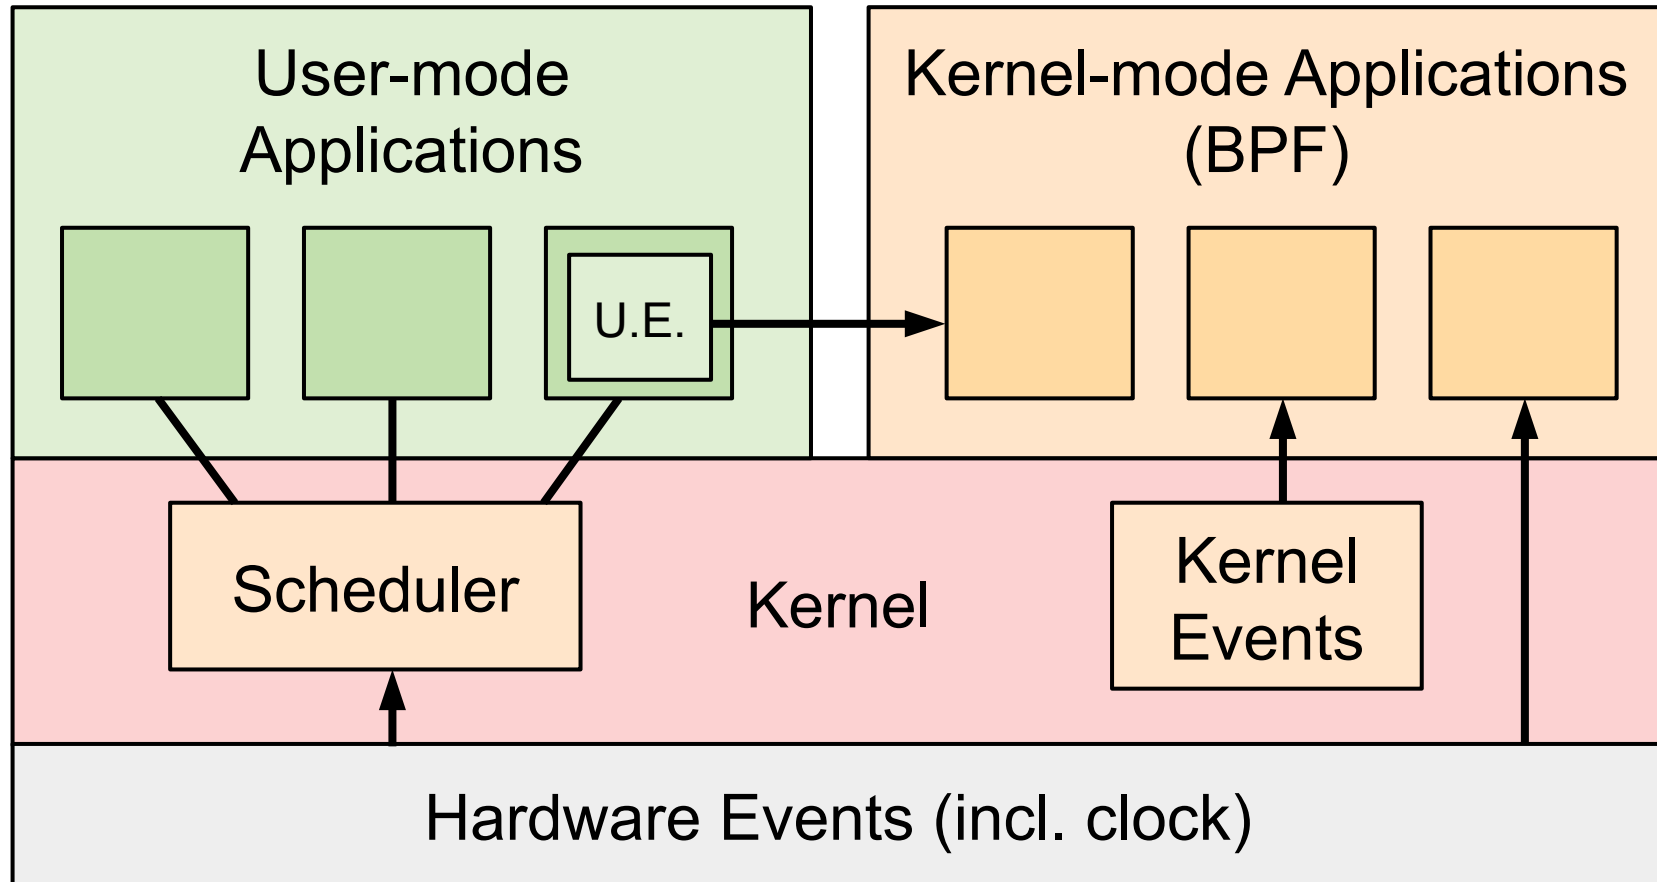 User-mode
Applications
Kernel-mode Applications
(BPF)
U.E.
Scheduler
Kernel
Kernel
Events
Hardware Events (incl. clock)